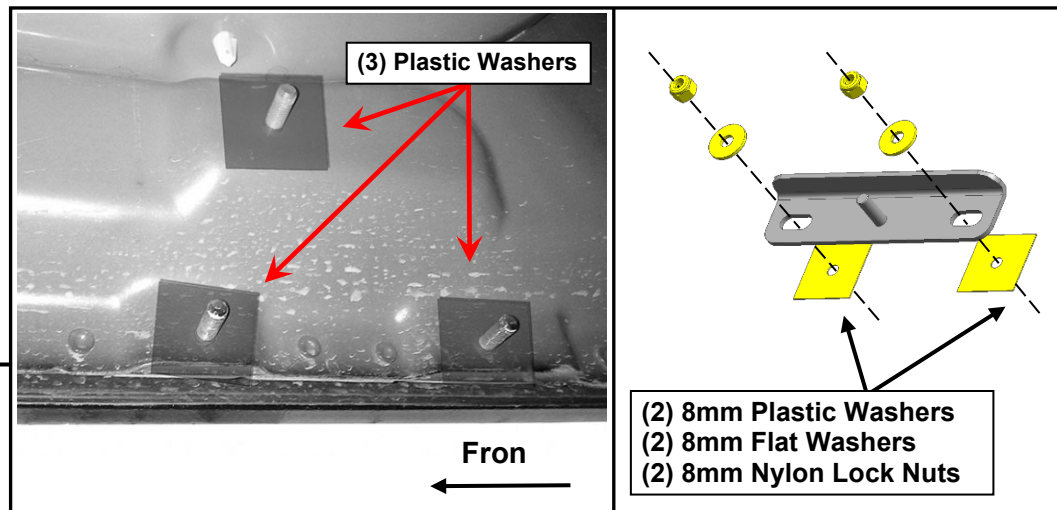 (3) Plastic Washers
Fron
(2) 8mm Plastic Washers
(2) 8mm Flat Washers
(2) 8mm Nylon Lock Nuts